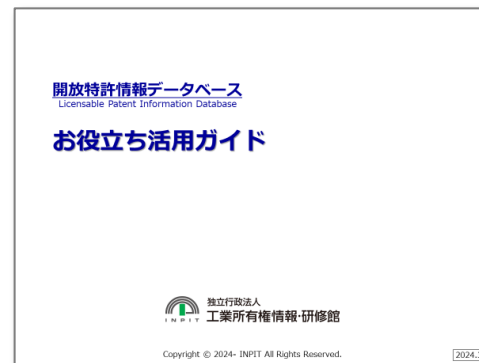 開放特許情報データベース
Licensable Patent Information Database
お役立ち活用ガイド
独立行政法人
INPIT 工業所有権情報・研修館
Copyright © 2024- INPIT All Rights Reserved.